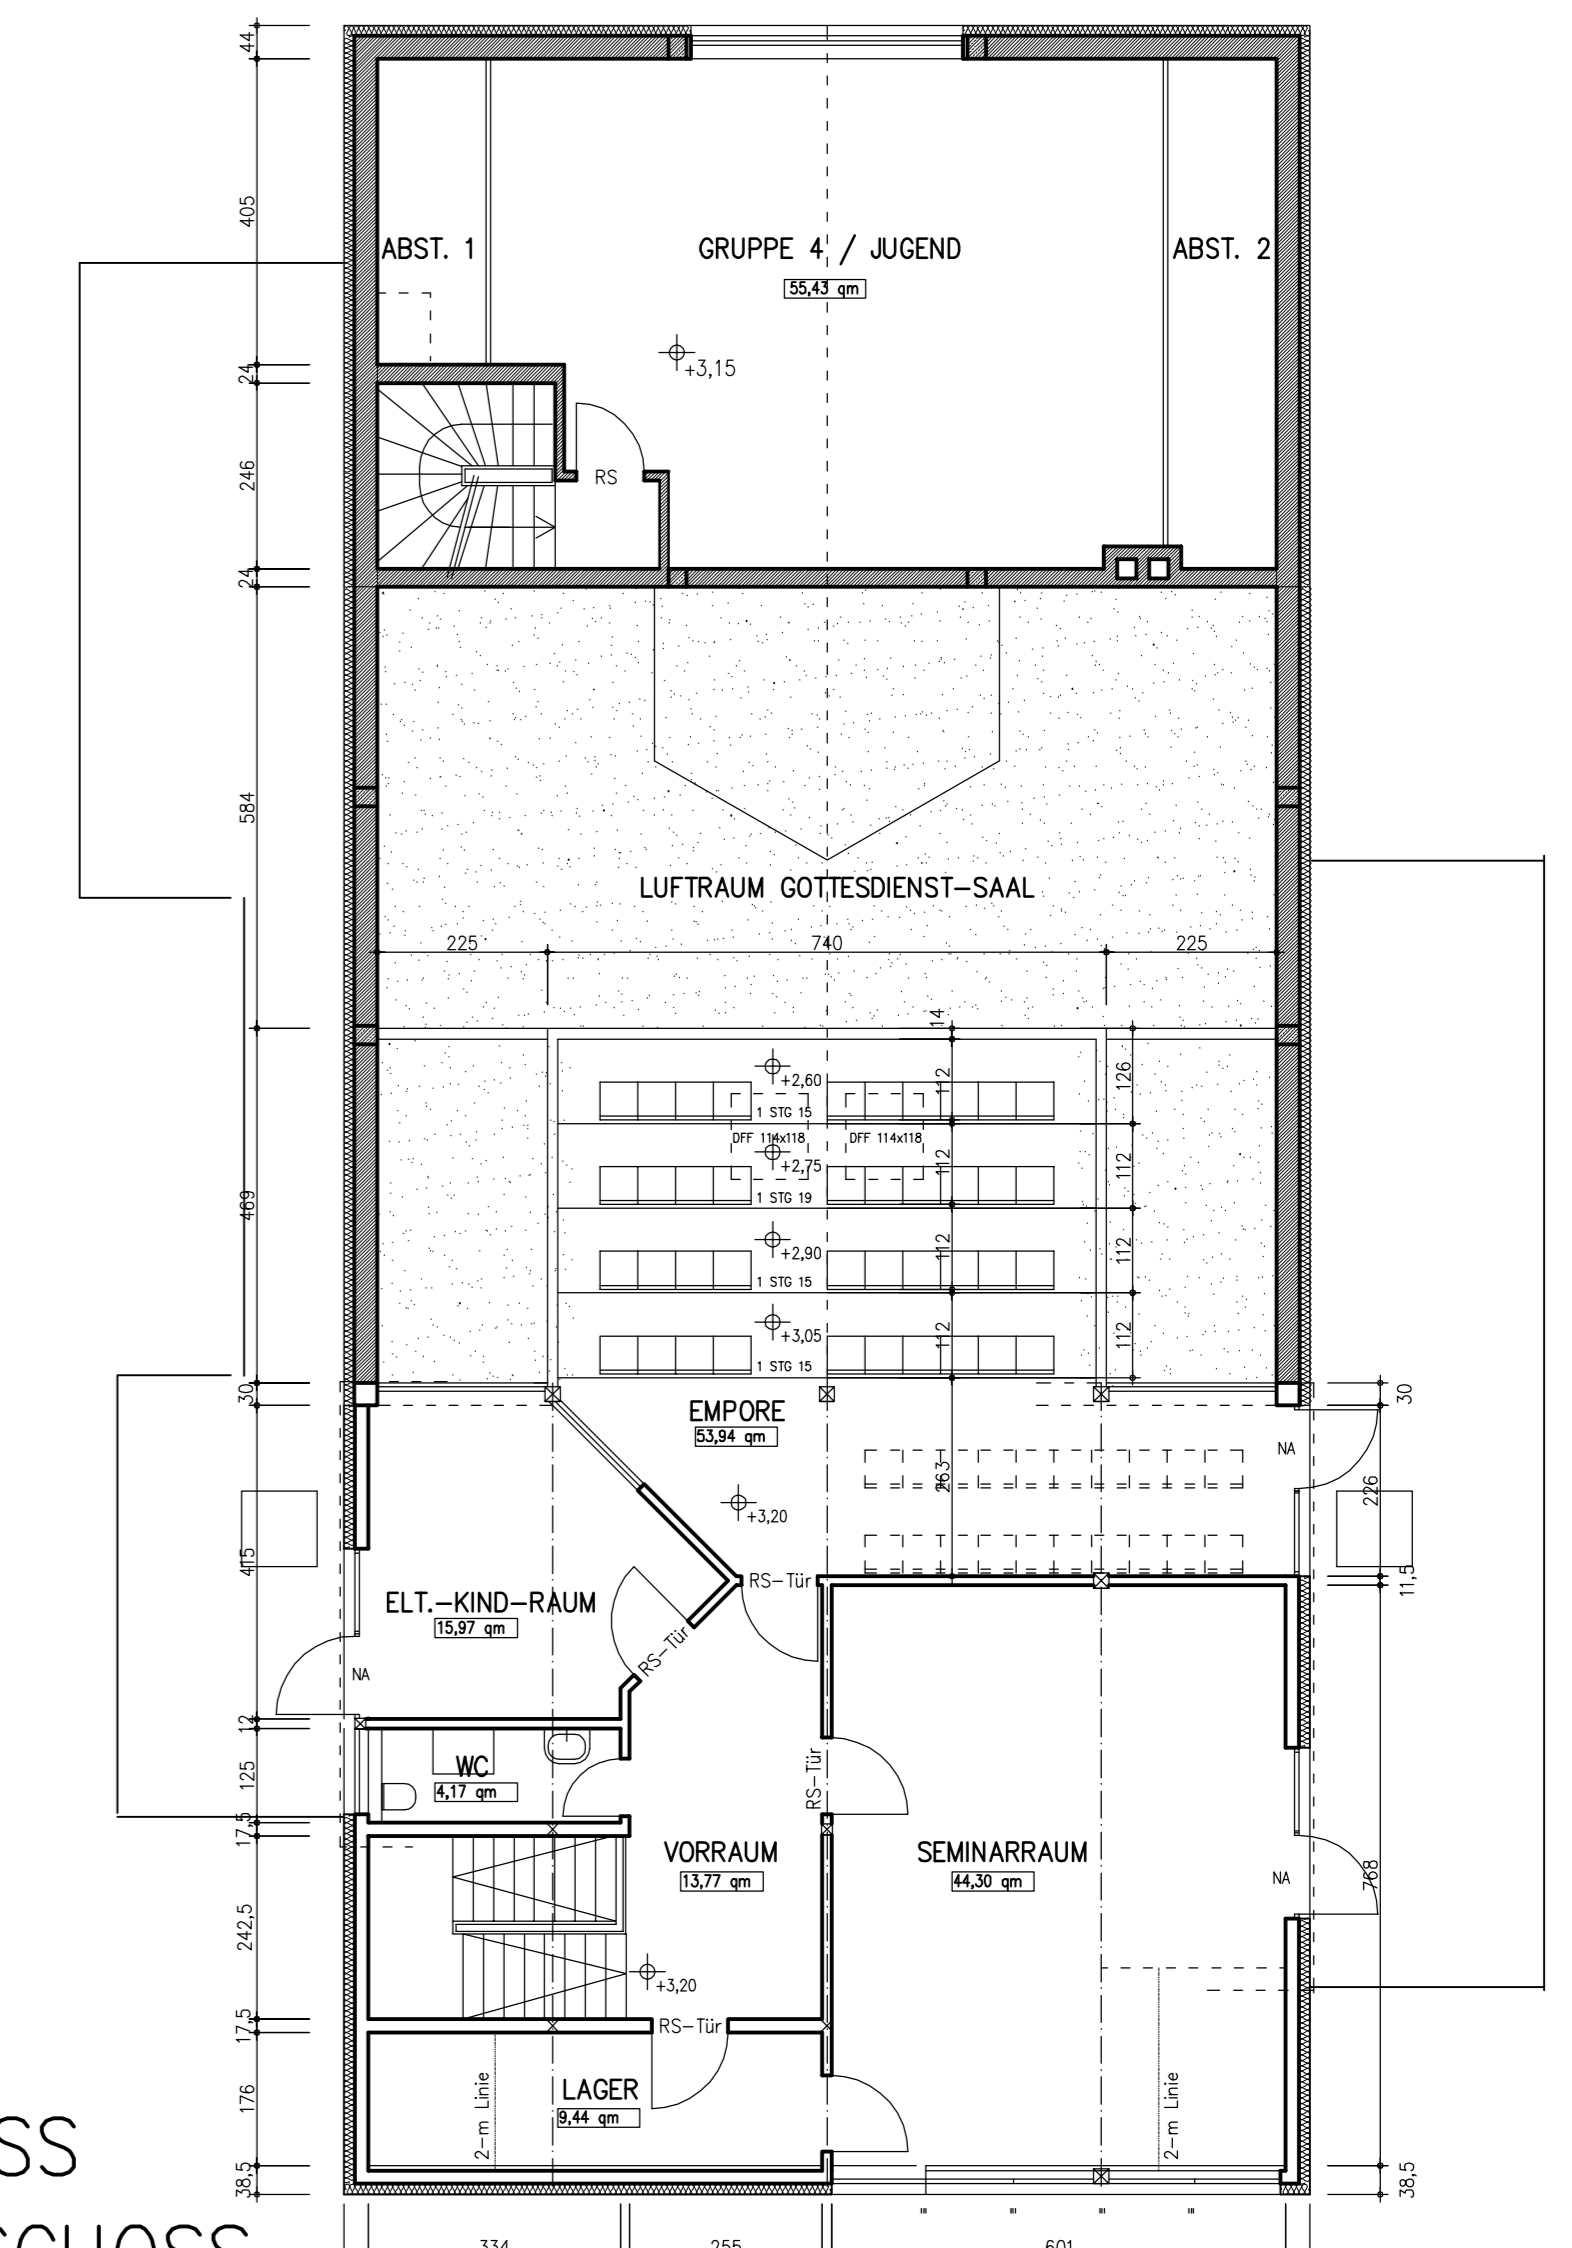 44
405
ABST. 1
GRUPPE 4 / JUGEND
ABST. 2
55,43 qm
+3,15
24
246
RS
24
584
LUFTRAUM GOTTESDIENST-SAAL
225
740
225
14
+2,60
112
126
1 STG 15
DFF 114x118
DFF 114x118
+2,75
112
112
1 STG 19
469
+2,90
112
112
1 STG 15
+3,05
112
112
1 STG 15
30
30
EMPORE
53,94 qm
NA
263
226
+3,20
415
RS-Tür
11,5
ELT.-KIND-RAUM
15,97 qm
RS-Tür
NA
12
WC
4,17 qm
125
RS-Tür
17,5
VORRAUM
13,77 qm
SEMINARRAUM
44,30 qm
NA
768
242,5
+3,20
17,5
RS-Tür
LAGER
9,44 qm
176
2-m Linie
2-m Linie
SS
38,5
38,5
SCHOSS
334
255
601